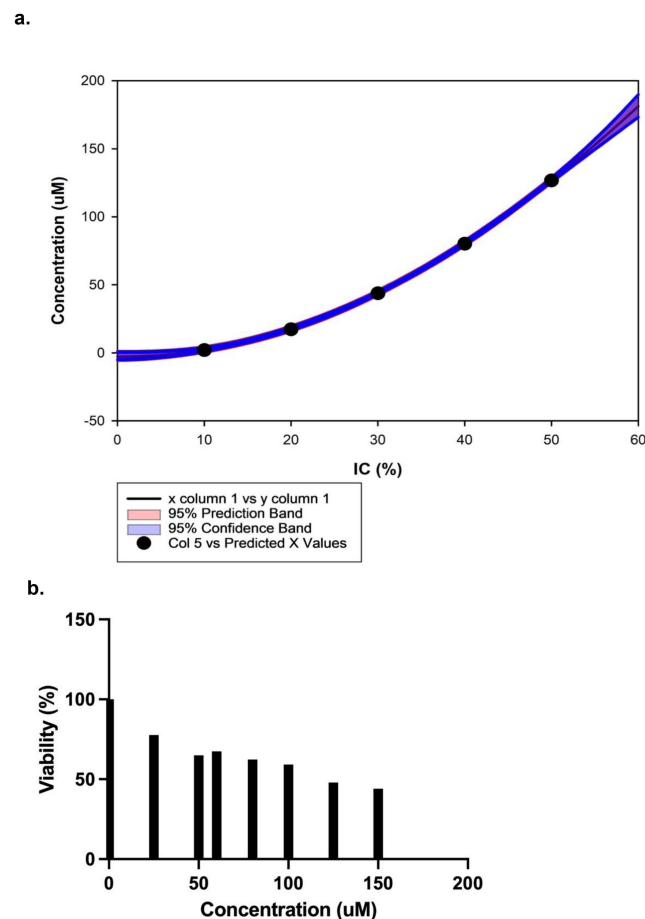 a.
200
150
100
50
0
-50
Concentration (uM)
0 10 20 30 40 50 60
IC (%)
x column 1 vs y column 1
95% Prediction Band
95% Confidence Band
Col 5 vs Predicted X Values
b.
150
100
50
0
Viability (%)
0 50 100 150 200
Concentration (uM)